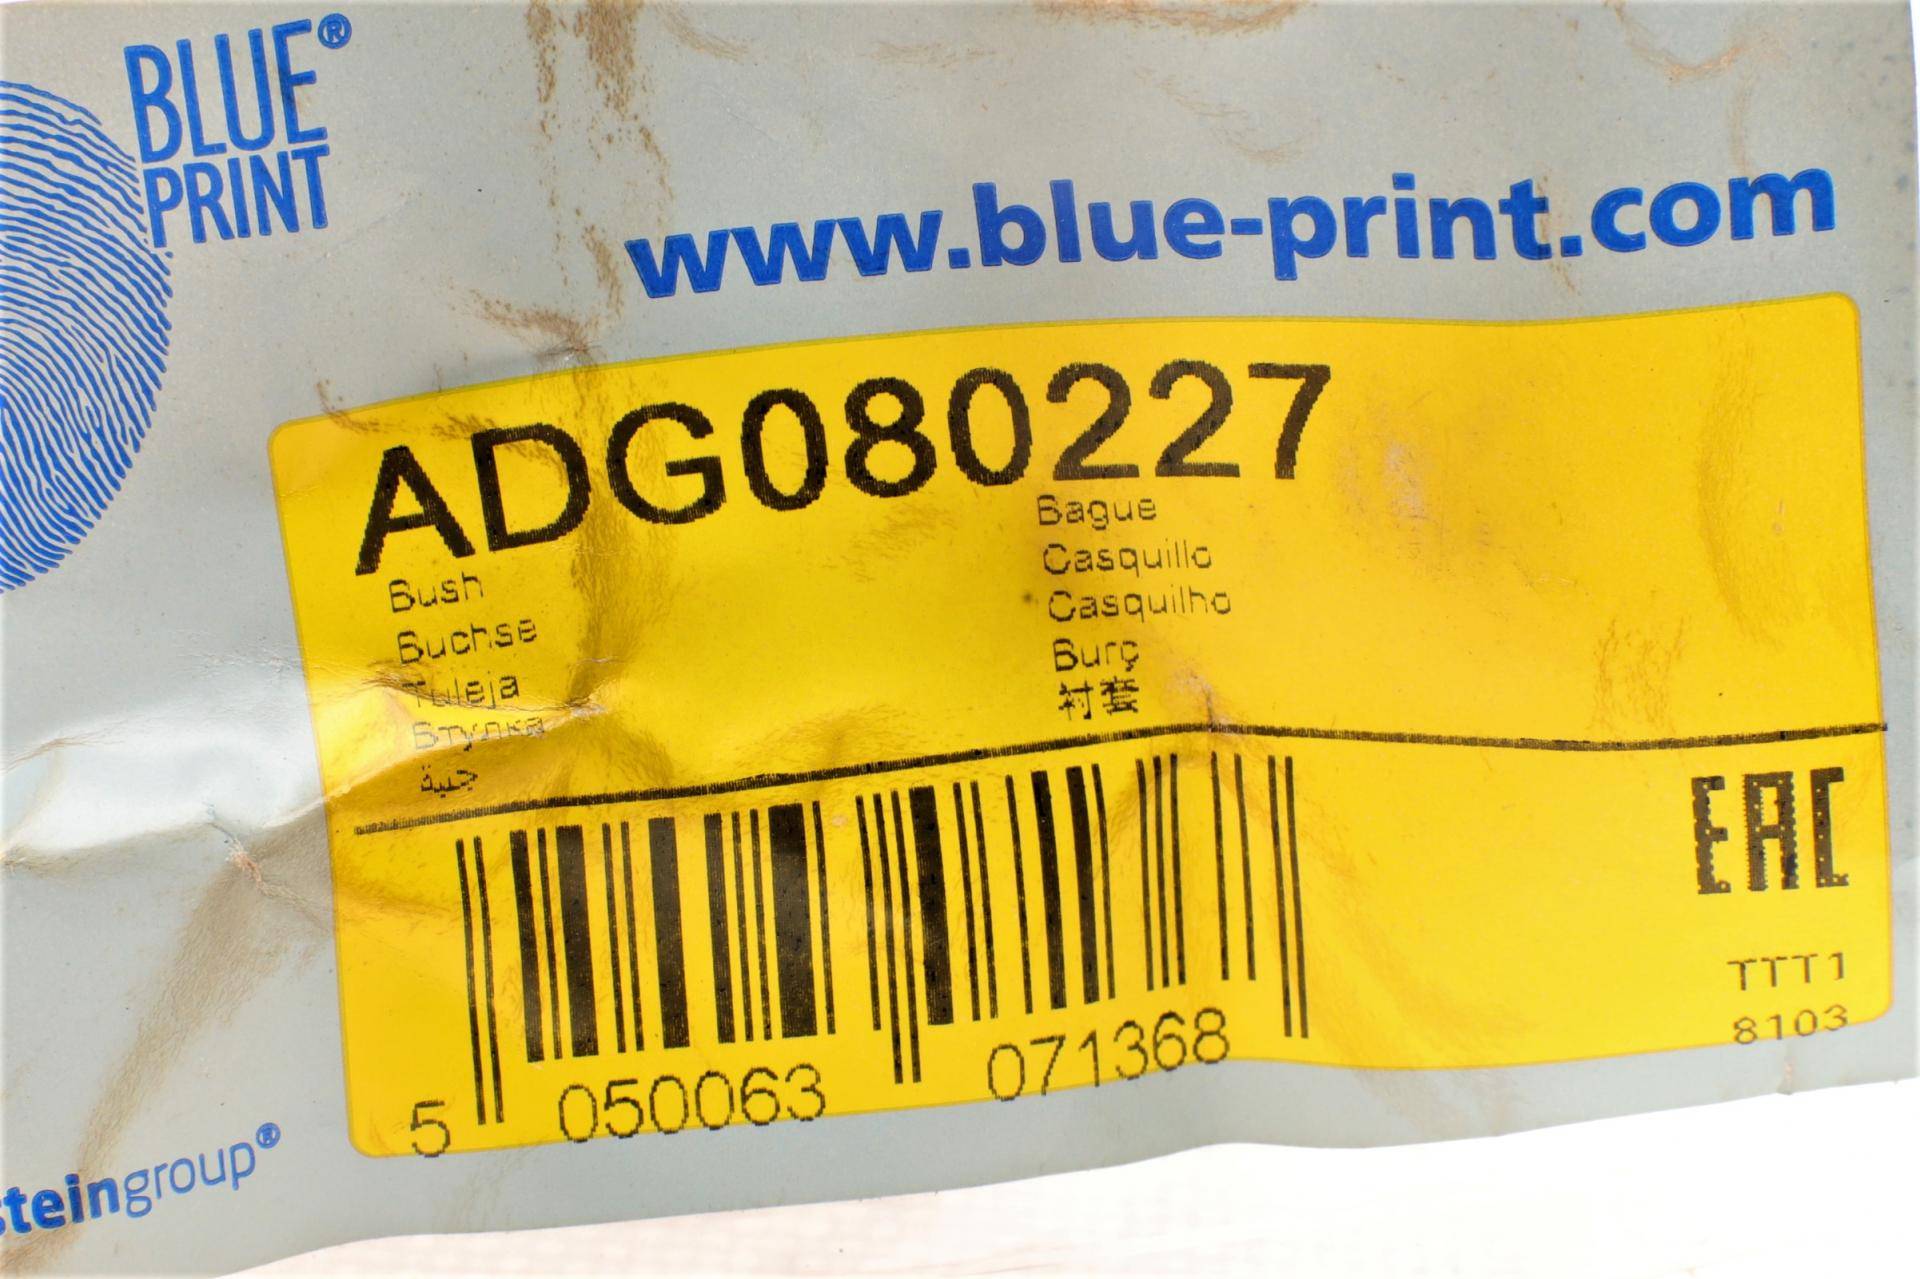 BLUE®
PRINT
www.blue-print.com
ADG080227
Bush
Buchse
Tuleja
Втулка
جلبة
Bague
Casquillo
Casquilho
Burç
衬套
EAC
TTT1
8103
5 050063 071368
steingroup®